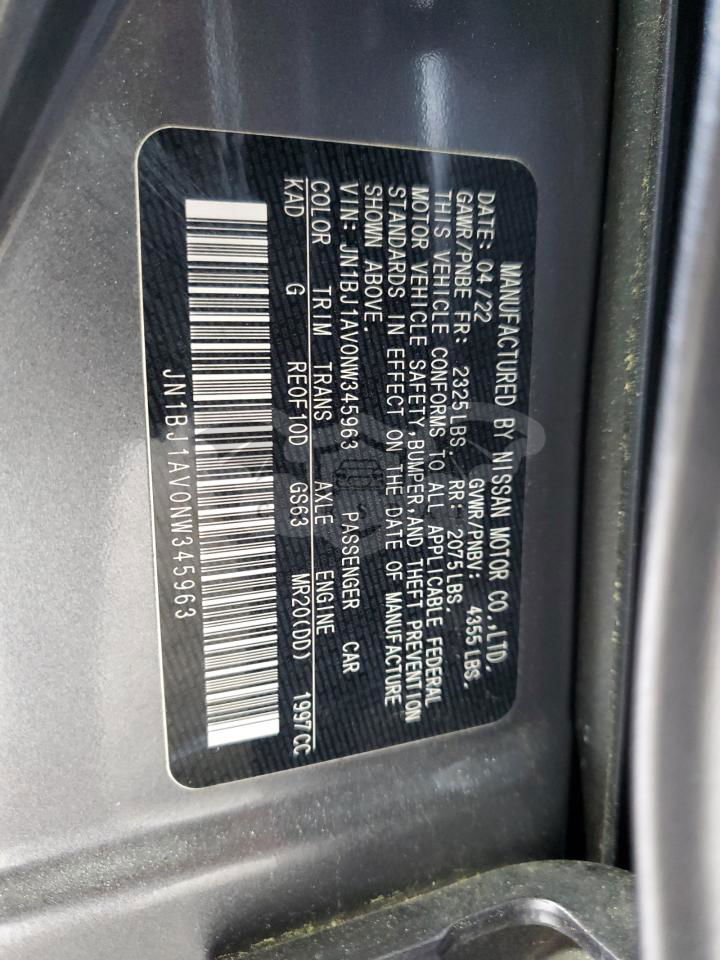 MANUFACTURED BY NISSAN MOTOR CO.,LTD.
DATE: 04/22 GVWR/PNBV: 4355 LBS.
GAWR/PNBE FR: 2325 LBS. RR: 2075 LBS.
THIS VEHICLE CONFORMS TO ALL APPLICABLE FEDERAL
MOTOR VEHICLE SAFETY,BUMPER,AND THEFT PREVENTION
STANDARDS IN EFFECT ON THE DATE OF MANUFACTURE
SHOWN ABOVE.
VIN: JN1BJ1AV0NW345963 PASSENGER CAR
COLOR TRIM TRANS AXLE ENGINE
KAD G RE0F10D GS63 MR20(DD) 1997CC
JN1BJ1AV0NW345963